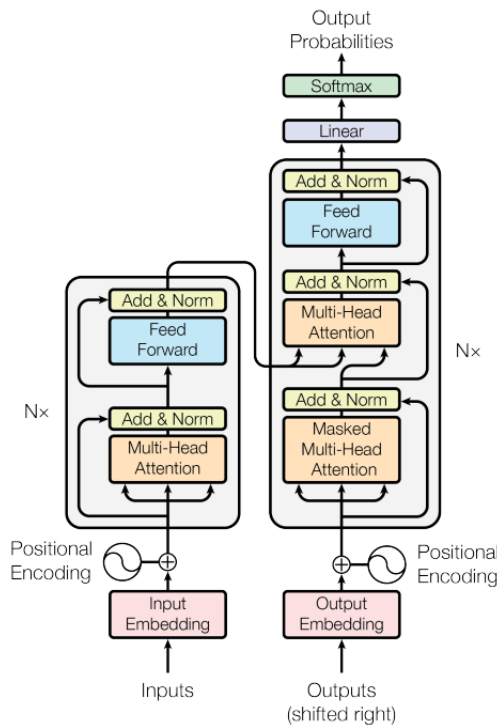 Output
Probabilities
Softmax
Linear
Add & Norm
Feed
Forward
Add & Norm
Multi-Head
Attention
Add & Norm
Masked
Multi-Head
Attention
N×
Add & Norm
Feed
Forward
Add & Norm
Multi-Head
Attention
N×
Positional
Encoding
Positional
Encoding
Input
Embedding
Output
Embedding
Inputs
Outputs
(shifted right)